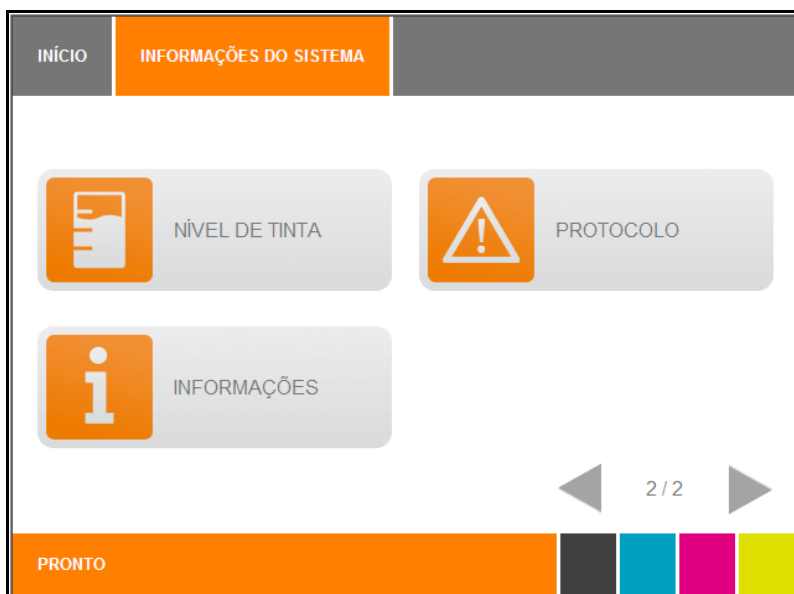 INÍCIO
INFORMAÇÕES DO SISTEMA
NÍVEL DE TINTA
PROTOCOLO
INFORMAÇÕES
2 / 2
PRONTO